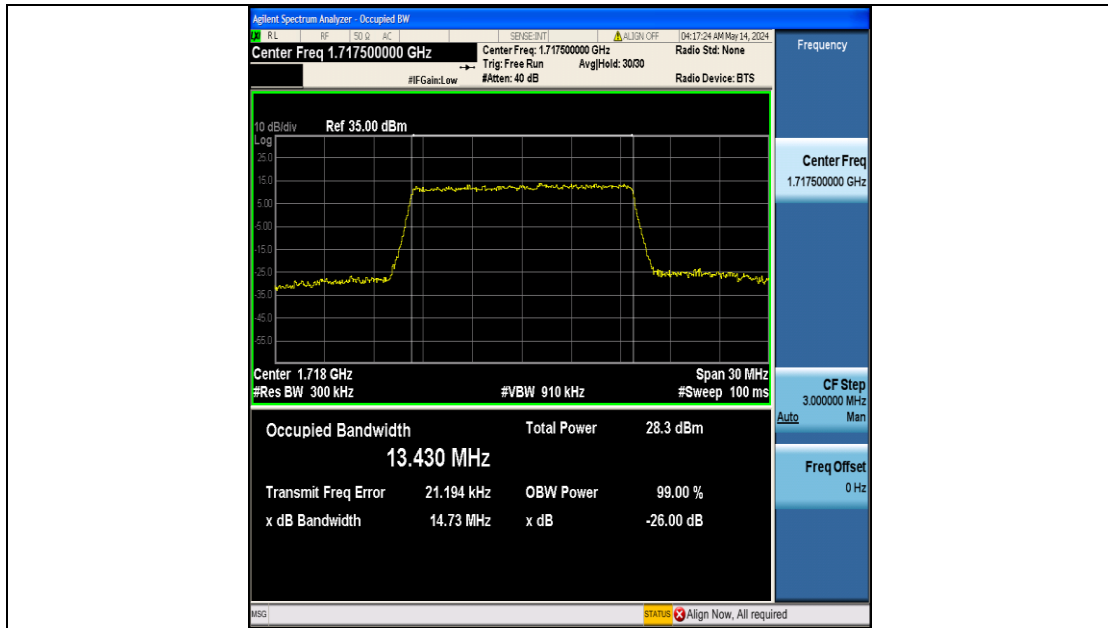 Agilent Spectrum Analyzer - Occupied BW
RL RF 50 Ω AC SENSE:INT ALIGN OFF 04:17:24 AM May 14, 2024
Center Freq 1.717500000 GHz
Center Freq: 1.717500000 GHz Radio Std: None
Trig: Free Run Avg|Hold: 30/30
#IFGain:Low #Atten: 40 dB Radio Device: BTS
Frequency
10 dB/div Ref 35.00 dBm
Log
25.0
15.0
5.00
-5.00
-15.0
-25.0
-35.0
-45.0
-55.0
Center 1.718 GHz Span 30 MHz
#Res BW 300 kHz #VBW 910 kHz #Sweep 100 ms
Center Freq
1.717500000 GHz
CF Step
3.000000 MHz
Auto Man
Freq Offset
0 Hz
Occupied Bandwidth Total Power 28.3 dBm
13.430 MHz
Transmit Freq Error 21.194 kHz OBW Power 99.00 %
x dB Bandwidth 14.73 MHz x dB -26.00 dB
MSG STATUS Align Now, All required